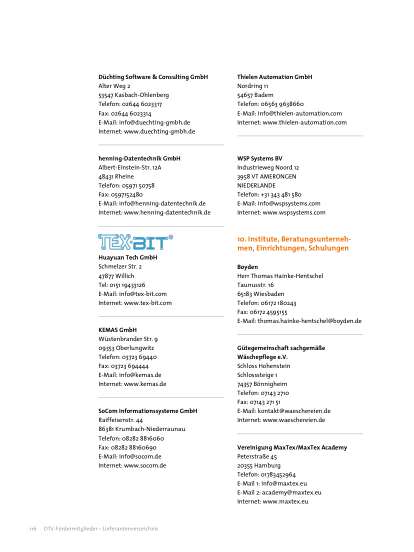 Düchting Software & Consulting GmbH
Alter Weg 2
53547 Kasbach-Ohlenberg
Telefon: 02644 6023317
Fax: 02644 6023314
E-Mail: info@duechting-gmbh.de
Internet: www.duechting-gmbh.de
henning-Datentechnik GmbH
Albert-Einstein-Str. 12A
48431 Rheine
Telefon: 05971 50758
Fax: 0597152480
E-Mail: info@henning-datentechnik.de
Internet: www.henning-datentechnik.de
TEX-BIT®
Huayuan Tech GmbH
Schmelzer Str. 2
47877 Willich
Tel: 0151 19433126
E-Mail: info@tex-bit.com
Internet: www.tex-bit.com
KEMAS GmbH
Wüstenbrander Str. 9
09353 Oberlungwitz
Telefon: 03723 69440
Fax: 03723 694444
E-Mail: info@kemas.de
Internet: www.kemas.de
SoCom Informationssysteme GmbH
Raiffeisenstr. 44
86381 Krumbach-Niederraunau
Telefon: 08282 8816060
Fax: 08282 88160690
E-Mail: info@socom.de
Internet: www.socom.de
Thielen Automation GmbH
Nordring 11
54657 Badem
Telefon: 06563 9638660
E-Mail: info@thielen-automation.com
Internet: www.thielen-automation.com
WSP Systems BV
Industrieweg Noord 12
3958 VT AMERONGEN
NIEDERLANDE
Telefon: +31 343 481 580
E-Mail: info@wspsystems.com
Internet: www.wspsystems.com
10. Institute, Beratungsunterneh-
men, Einrichtungen, Schulungen
Bøyden
Herr Thomas Hainke-Hentschel
Taunusstr. 16
65183 Wiesbaden
Telefon: 06172 180243
Fax: 06172 4595155
E-Mail: thomas.hainke-hentschel@boyden.de
Gütegemeinschaft sachgemäße
Wäschepflege e.V.
Schloss Hohenstein
Schlossteige 1
74357 Bönnigheim
Telefon: 07143 2710
Fax: 07143 271 51
E-Mail: kontakt@waeschereien.de
Internet: www.waeschereien.de
Vereinigung MaxTex/MaxTex Academy
Peterstraße 45
20355 Hamburg
Telefon: 01783452964
E-Mail 1: info@maxtex.eu
E-Mail 2: academy@maxtex.eu
Internet: www.maxtex.eu
DTV-Fördermitglieder – Lieferantenverzeichnis